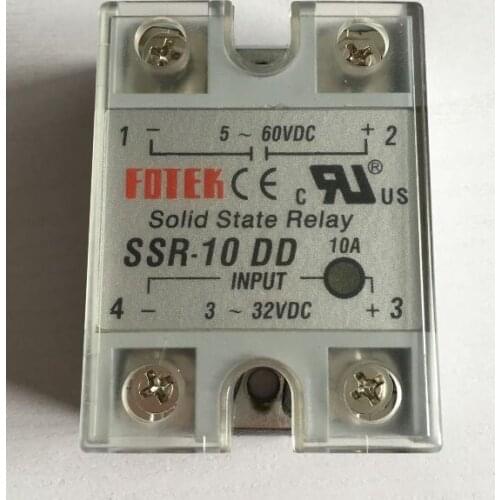 1 − 5 ~ 60VDC + 2
FOTEK CE c RU ® US
Solid State Relay
SSR-10 DD 10A
INPUT
4 − 3 ~ 32VDC + 3